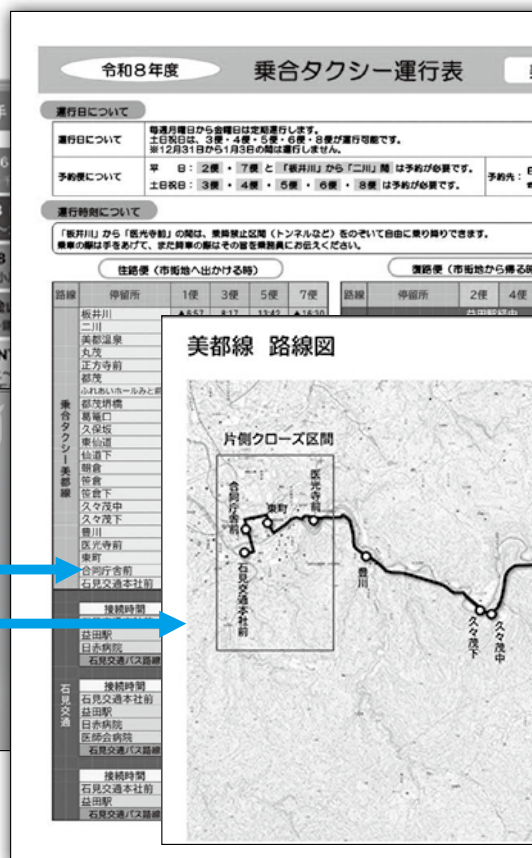 令和8年度
乗合タクシー運行表
運行日について
運行日について
毎週月曜日から金曜日は定期運行します。
土日祝日は、3便・4便・5便・6便・8便が運行可能です。
※12月31日から1月3日の間は運行しません。
予約便について
平　日：2便・7便と「板井川」から「二川」間は予約が必要です。
土日祝日：3便・4便・5便・6便・8便は予約が必要です。
予約先：
運行時刻について
「板井川」から「医光寺前」の間は、乗降禁止区間（トンネルなど）をのぞいて自由に乗り降りできます。
乗車の際は手をあげて、また降車の際はその旨を乗務員にお伝えください。
往路便（市街地へ出かける時）
復路便（市街地から帰る時
路線 停留所 1便 3便 5便 7便
路線 停留所 2便 4便
乗合タクシー美都線
板井川 ▲6:57 8:17 13:42 ▲16:30
二川
美都温泉
丸茂
正方寺前
都茂
ふれあいホールみと前
都茂堺橋
葛籠口
久保坂
東仙道
仙道下
朝倉
笹倉
笹倉下
久々茂中
久々茂下
豊川
医光寺前
東町
合同庁舎前
石見交通本社前
石見交通
接続時間
益田駅
日赤病院
石見交通バス路線
接続時間
石見交通本社前
益田駅
日赤病院
医師会病院
石見交通バス路線
接続時間
石見交通本社前
益田駅
石見交通バス路線
美都線 路線図
片側クローズ区間
合同庁舎前
東町
医光寺前
石見交通本社前
豊川
久々茂下
久々茂中